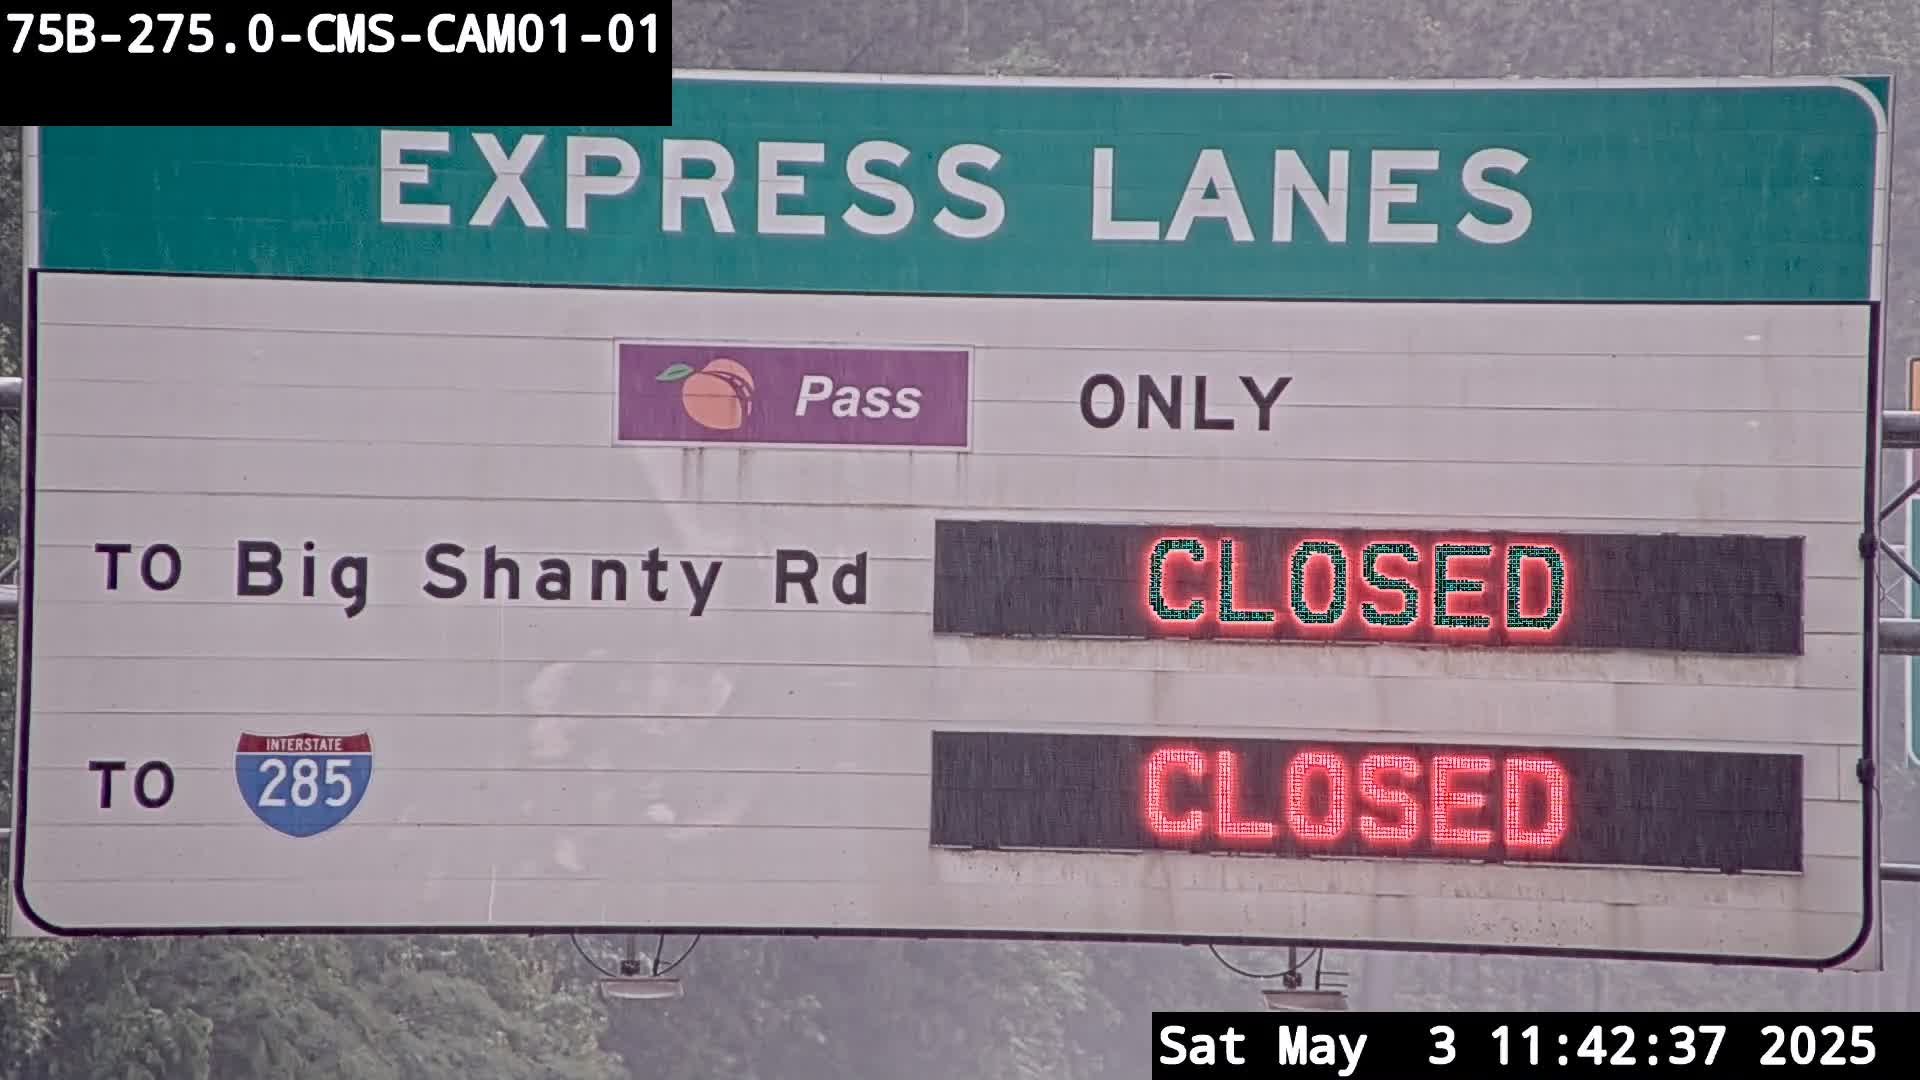 75B-275.0-CMS-CAM01-01
EXPRESS LANES
Pass ONLY
TO Big Shanty Rd CLOSED
TO INTERSTATE 285 CLOSED
Sat May 3 11:42:37 2025